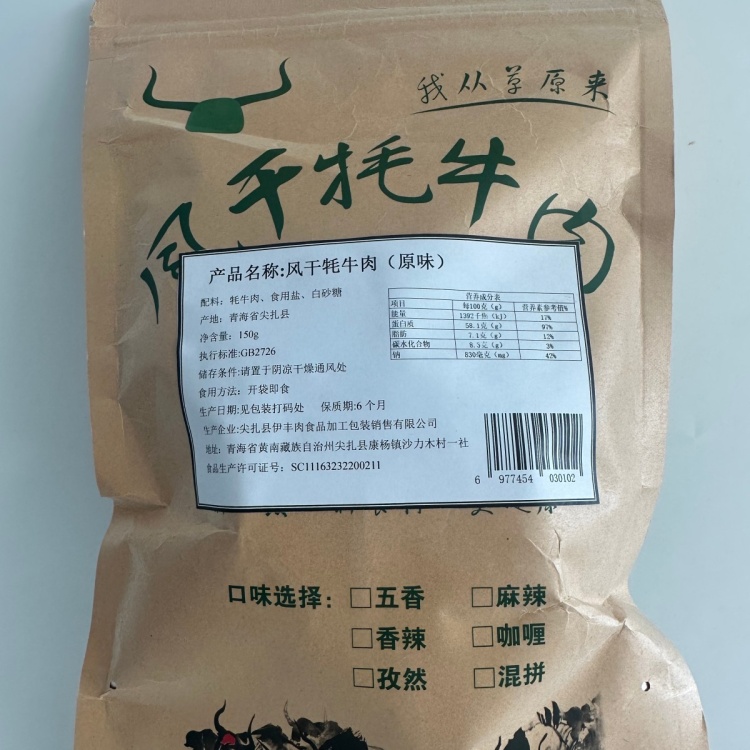 我从草原来
风干牦牛肉
产品名称:风干牦牛肉（原味）
配料：牦牛肉、食用盐、白砂糖
产地：青海省尖扎县
净含量：150g
执行标准:GB2726
储存条件:请置于阴凉干燥通风处
食用方法：开袋即食
生产日期:见包装打码处 保质期:6个月
生产企业:尖扎县伊丰肉食品加工包装销售有限公司
地址：青海省黄南藏族自治州尖扎县康杨镇沙力木村一社
食品生产许可证号：SC11163232200211
营养成分表
项目 每100克(g) 营养素参考值%
能量 1392千焦(kJ) 17%
蛋白质 58.1克(g) 97%
脂肪 7.1克(g) 12%
碳水化合物 8.5克(g) 3%
钠 830毫克(mg) 42%
6 977454 030102
口味选择：□五香 □麻辣
□香辣 □咖喱
□孜然 □混拼